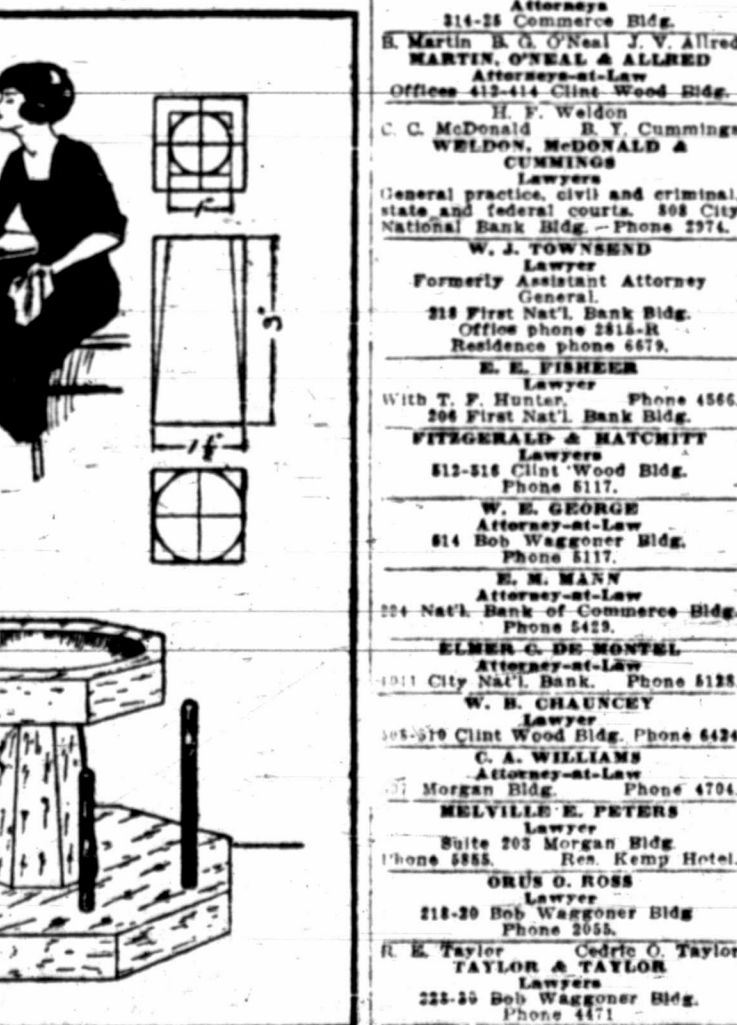 1"
3"
Attorneys
314-25 Commerce Bldg.
B. Martin B. G. O'Neal J. V. Allred
MARTIN, O'NEAL & ALLRED
Attorneys-at-Law
Offices 412-414 Clint Wood Bldg.
H. F. Weldon
C. C. McDonald B. Y. Cummings
WELDON, McDONALD &
CUMMINGS
Lawyers
General practice, civil and criminal,
state and federal courts. 808 City
National Bank Bldg. — Phone 2974.
W. J. TOWNSEND
Lawyer
Formerly Assistant Attorney
General.
218 First Nat'l. Bank Bldg.
Office phone 2815-R
Residence phone 6679.
E. E. FISHEER
Lawyer
With T. F. Hunter. Phone 4566.
206 First Nat'l. Bank Bldg.
FITZGERALD & HATCHITT
Lawyers
512-516 Clint Wood Bldg.
Phone 5117.
W. E. GEORGE
Attorney-at-Law
514 Bob Waggoner Bldg.
Phone 5117.
E. M. MANN
Attorney-at-Law
224 Nat'l. Bank of Commerce Bldg.
Phone 5429.
ELMER C. DE MONTEL
Attorney-at-Law
1011 City Nat'l. Bank. Phone 5128.
W. B. CHAUNCEY
Lawyer
Clint Wood Bldg. Phone 6424
C. A. WILLIAMS
Attorney-at-Law
Morgan Bldg. Phone 4704.
MELVILLE E. PETERS
Lawyer
Suite 203 Morgan Bldg
Phone 5885. Res. Kemp Hotel.
ORUS O. ROSS
Lawyer
218-20 Bob Waggoner Bldg
Phone 2055.
R. E. Taylor Cedric O. Taylor
TAYLOR & TAYLOR
Lawyers
228-30 Bob Waggoner Bldg.
Phone 4471